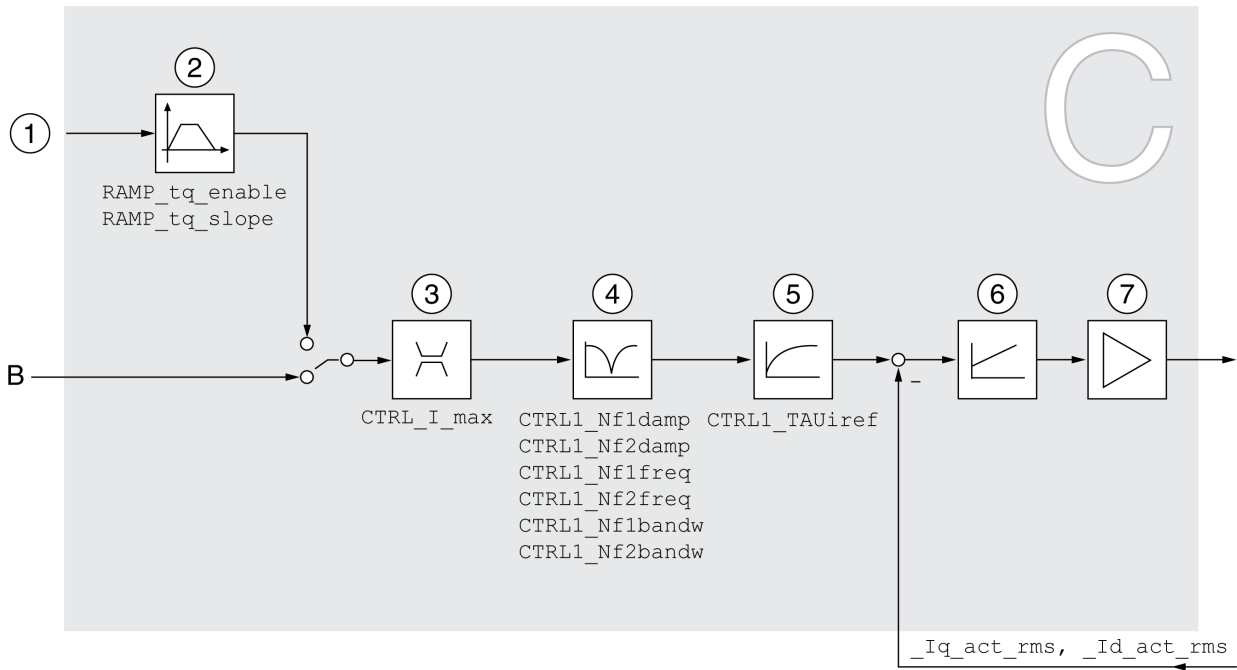 C
2
1
RAMP_tq_enable
RAMP_tq_slope
3
4
5
6
7
B
CTRL_I_max
CTRL1_Nf1damp
CTRL1_Nf2damp
CTRL1_Nf1freq
CTRL1_Nf2freq
CTRL1_Nf1bandw
CTRL1_Nf2bandw
CTRL1_TAUiref
_
_Iq_act_rms, _Id_act_rms